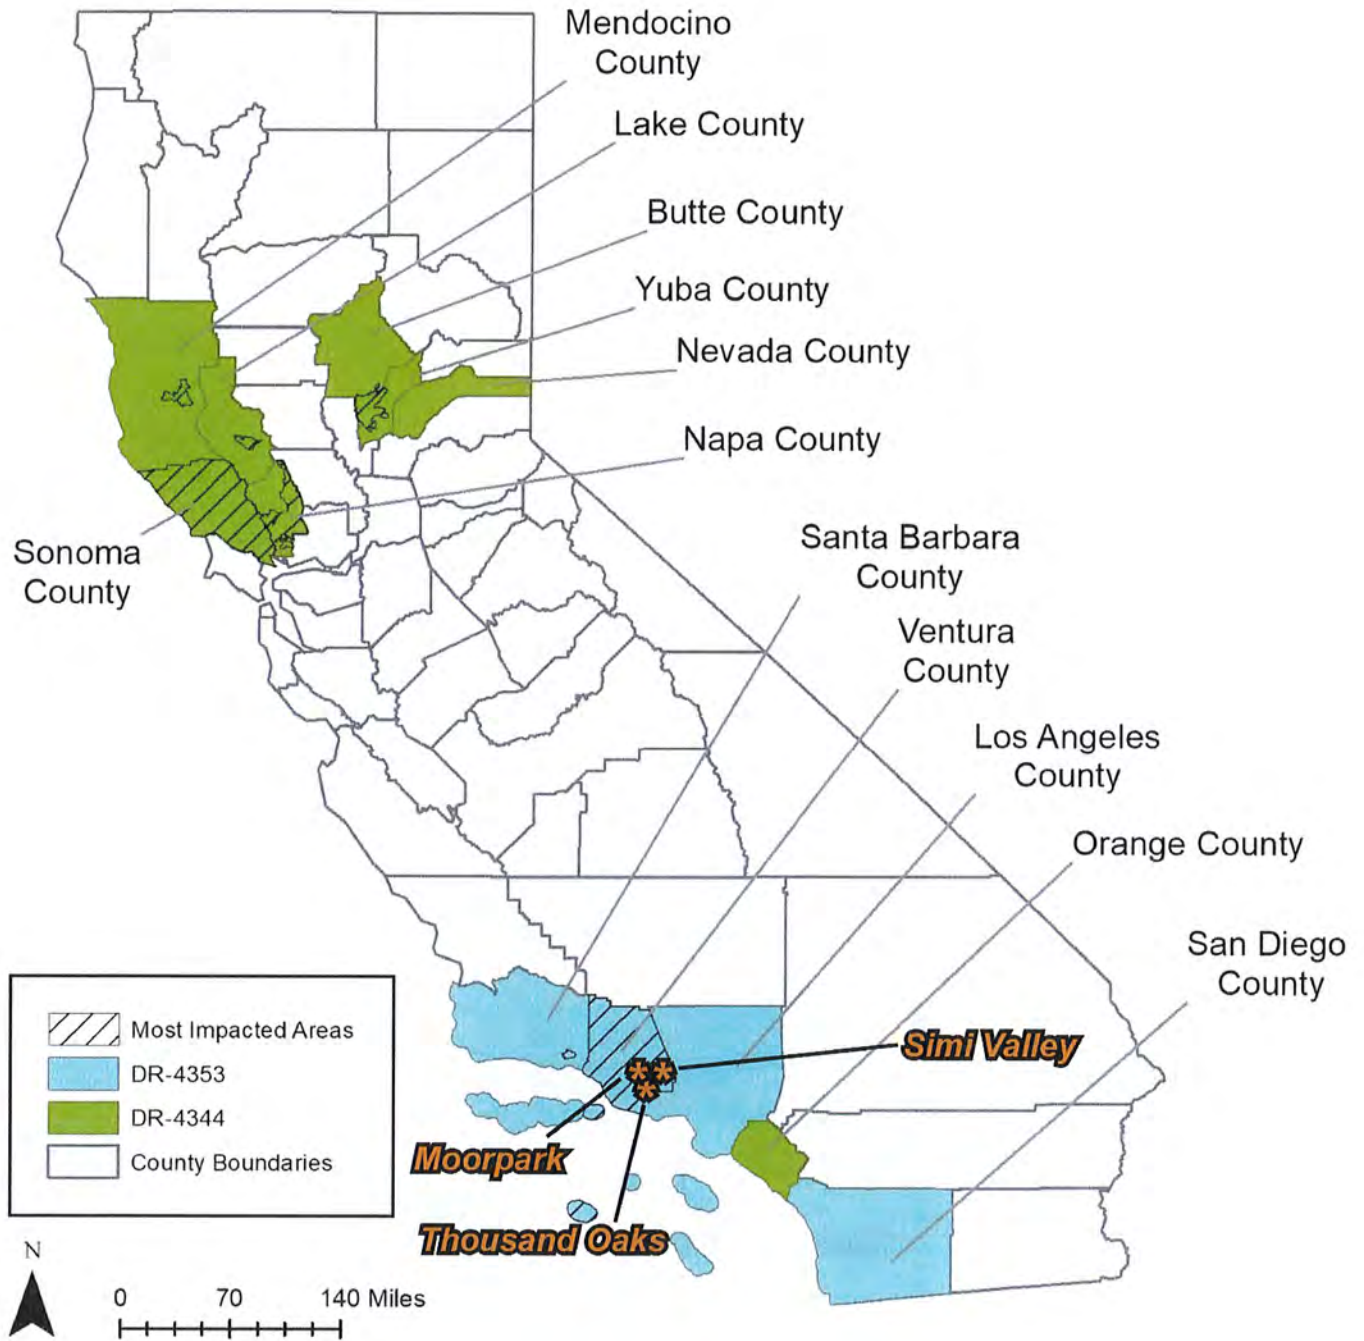 Mendocino
County
Lake County
Butte County
Yuba County
Nevada County
Napa County
Sonoma
County
Santa Barbara
County
Ventura
County
Los Angeles
County
Orange County
San Diego
County
Simi Valley
Moorpark
Thousand Oaks
Most Impacted Areas
DR-4353
DR-4344
County Boundaries
N
0 70 140 Miles